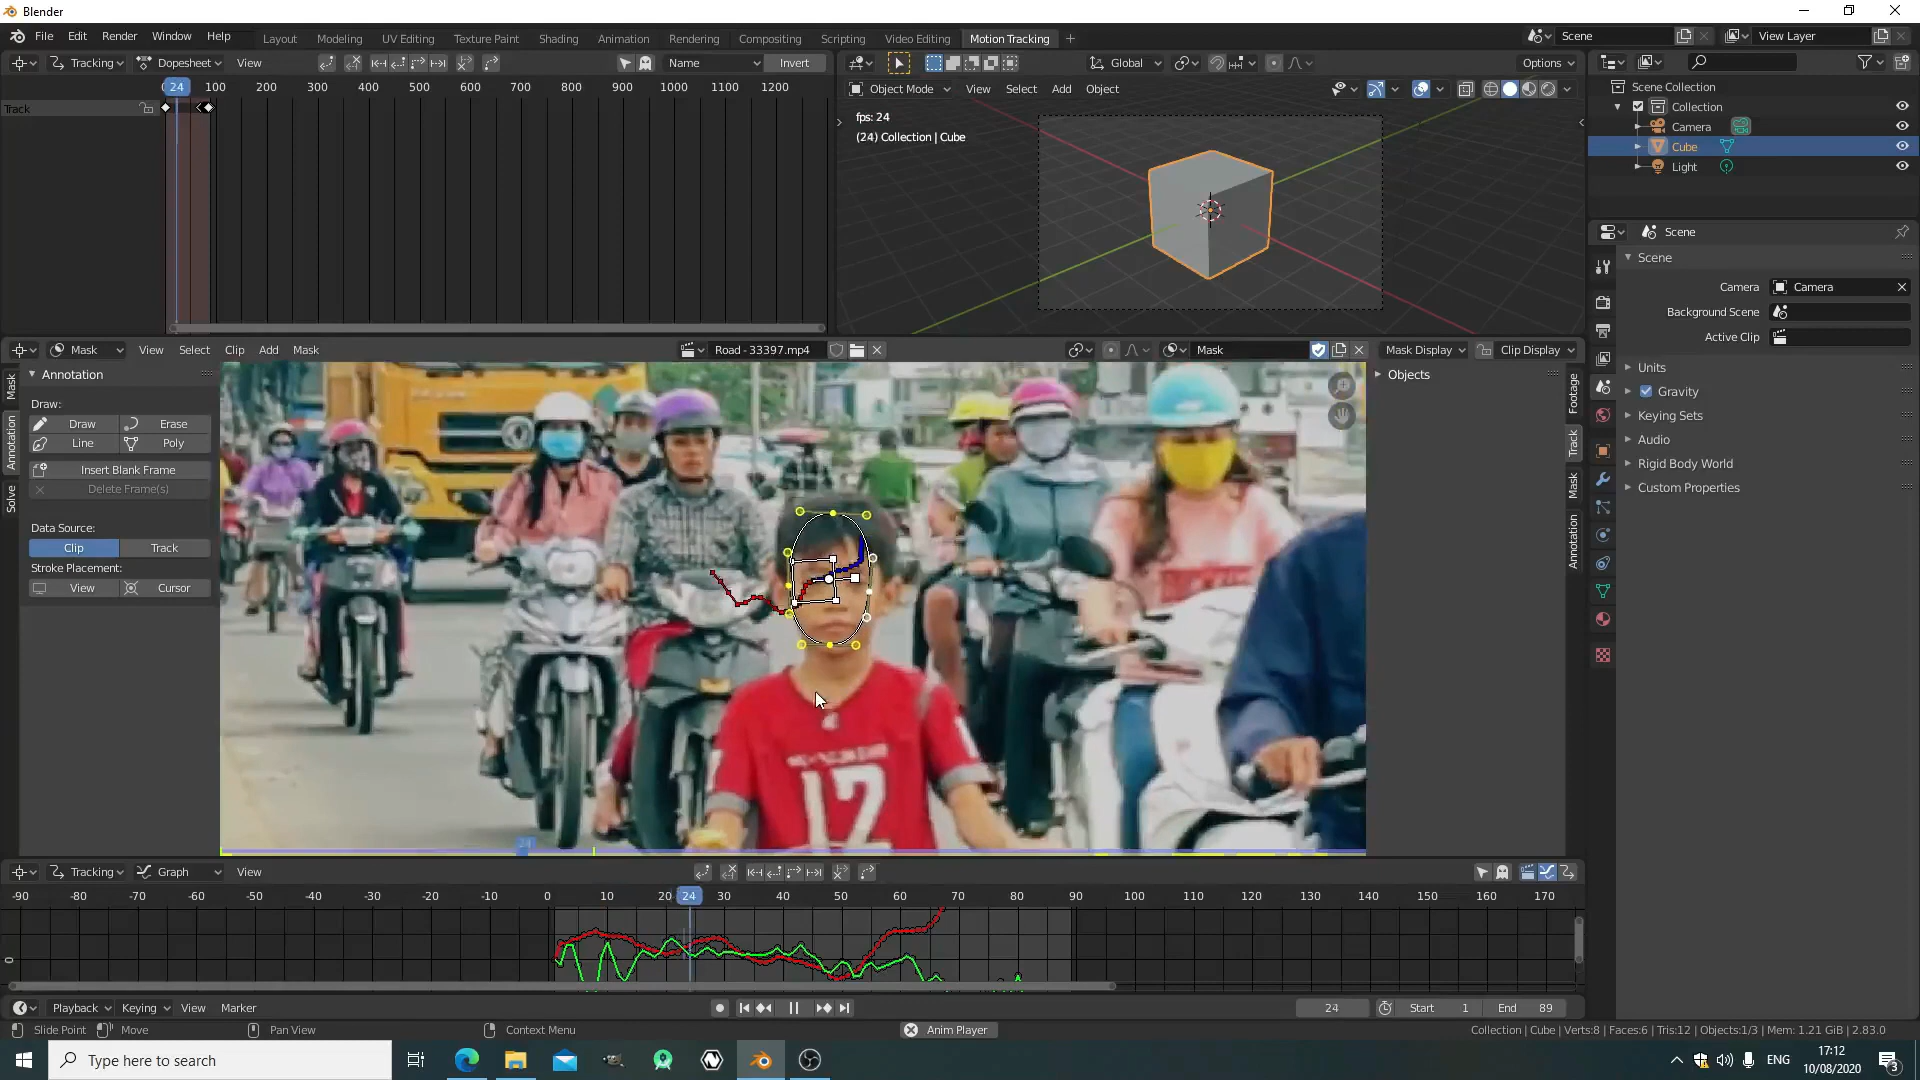 Blender
File Edit Render Window Help Layout Modeling UV Editing Texture Paint Shading Animation Rendering Compositing Scripting Video Editing Motion Tracking + Scene View Layer
Tracking Dopesheet View Name Invert Global Options
24 100 200 300 400 500 600 700 800 900 1000 1100 1200
Track
Object Mode View Select Add Object
fps: 24
(24) Collection | Cube
Scene Collection
Collection
Camera
Cube
Light
Scene
Scene
Camera Camera
Background Scene
Active Clip
Units
Gravity
Keying Sets
Audio
Rigid Body World
Custom Properties
Mask View Select Clip Add Mask Road - 33397.mp4 Mask Mask Display Clip Display
Mask
Annotation
Solve
Annotation
Draw:
Draw Erase
Line Poly
Insert Blank Frame
Delete Frame(s)
Data Source:
Clip Track
Stroke Placement:
View Cursor
Objects
Footage
Track
Mask
Annotation
12
24
Tracking Graph View
-90 -80 -70 -60 -50 -40 -30 -20 -10 0 10 20 24 30 40 50 60 70 80 90 100 110 120 130 140 150 160 170
0
Playback Keying View Marker 24 Start 1 End 89
Slide Point Move Pan View Context Menu Anim Player Collection | Cube | Verts:8 | Faces:6 | Tris:12 | Objects:1/3 | Mem: 1.21 GiB | 2.83.0
Type here to search ENG 17:12
10/08/2020
3